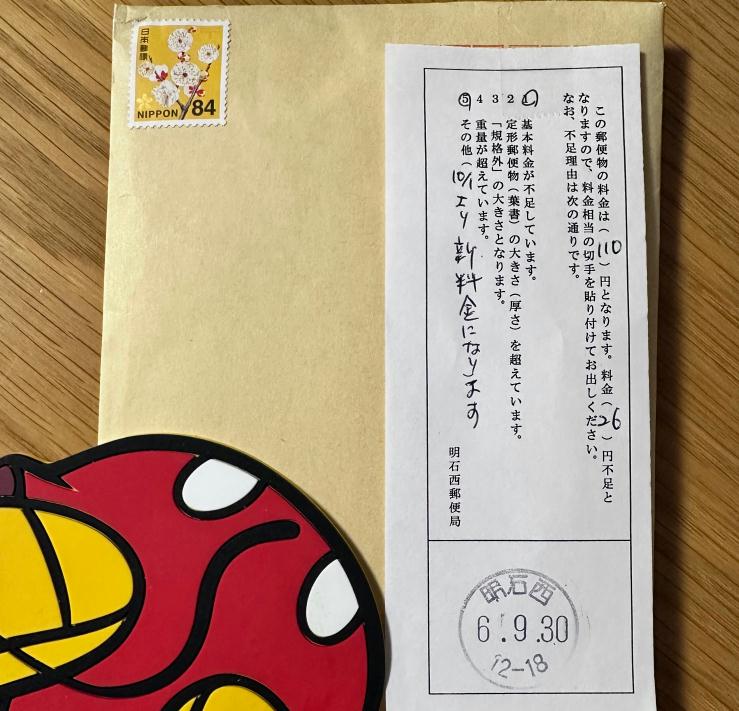 日本郵便
NIPPON 84
この郵便物の料金は（110）円となります。料金（26）円不足と
なりますので、料金相当の切手を貼り付けてお出しください。
なお、不足理由は次の通りです。
1 基本料金が不足しています。
2 定形郵便物（葉書）の大きさ（厚さ）を超えています。
3 「規格外」の大きさとなります。
4 重量が超えています。
5 その他（10/1より新料金になります
明石西郵便局
明石西
6.9.30
12-18